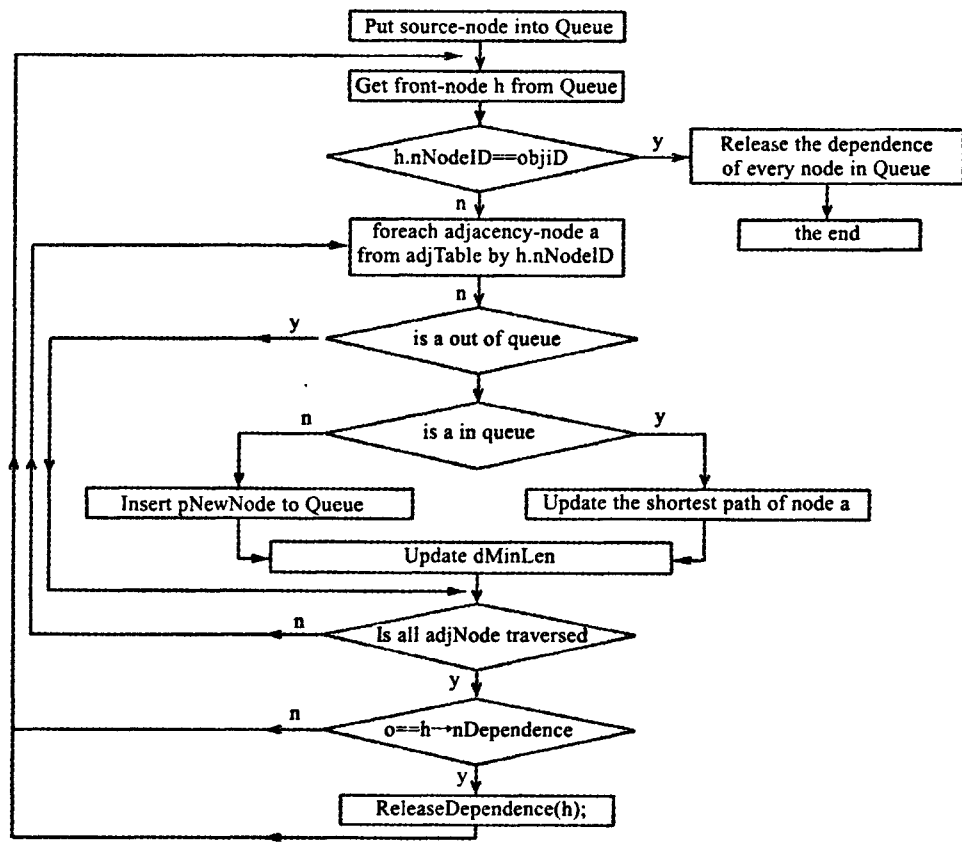 Put source-node into Queue
Get front-node h from Queue
h.nNodeID==objiD
y
Release the dependence
of every node in Queue
the end
n
foreach adjacency-node a
from adjTable by h.nNodeID
n
y
is a out of queue
n
is a in queue
y
Insert pNewNode to Queue
Update the shortest path of node a
Update dMinLen
n
Is all adjNode traversed
y
n
o==h→nDependence
y
ReleaseDependence(h);